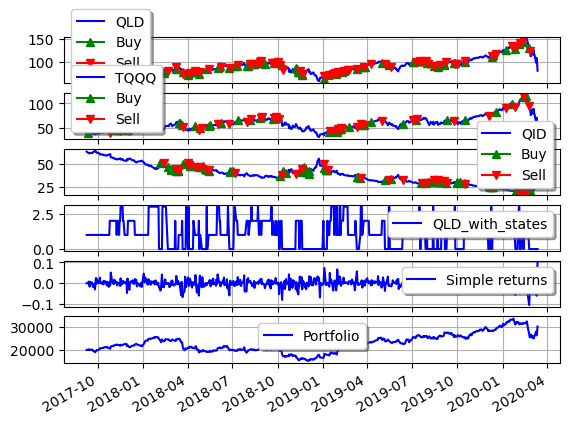 QLD
Buy
Sell
150
100
TQQQ
Buy
Sell
100
50
QID
Buy
Sell
50
25
2.5
0.0
QLD_with_states
0.1
0.0
−0.1
Simple returns
30000
20000
Portfolio
2017-10
2018-01
2018-04
2018-07
2018-10
2019-01
2019-04
2019-07
2019-10
2020-01
2020-04